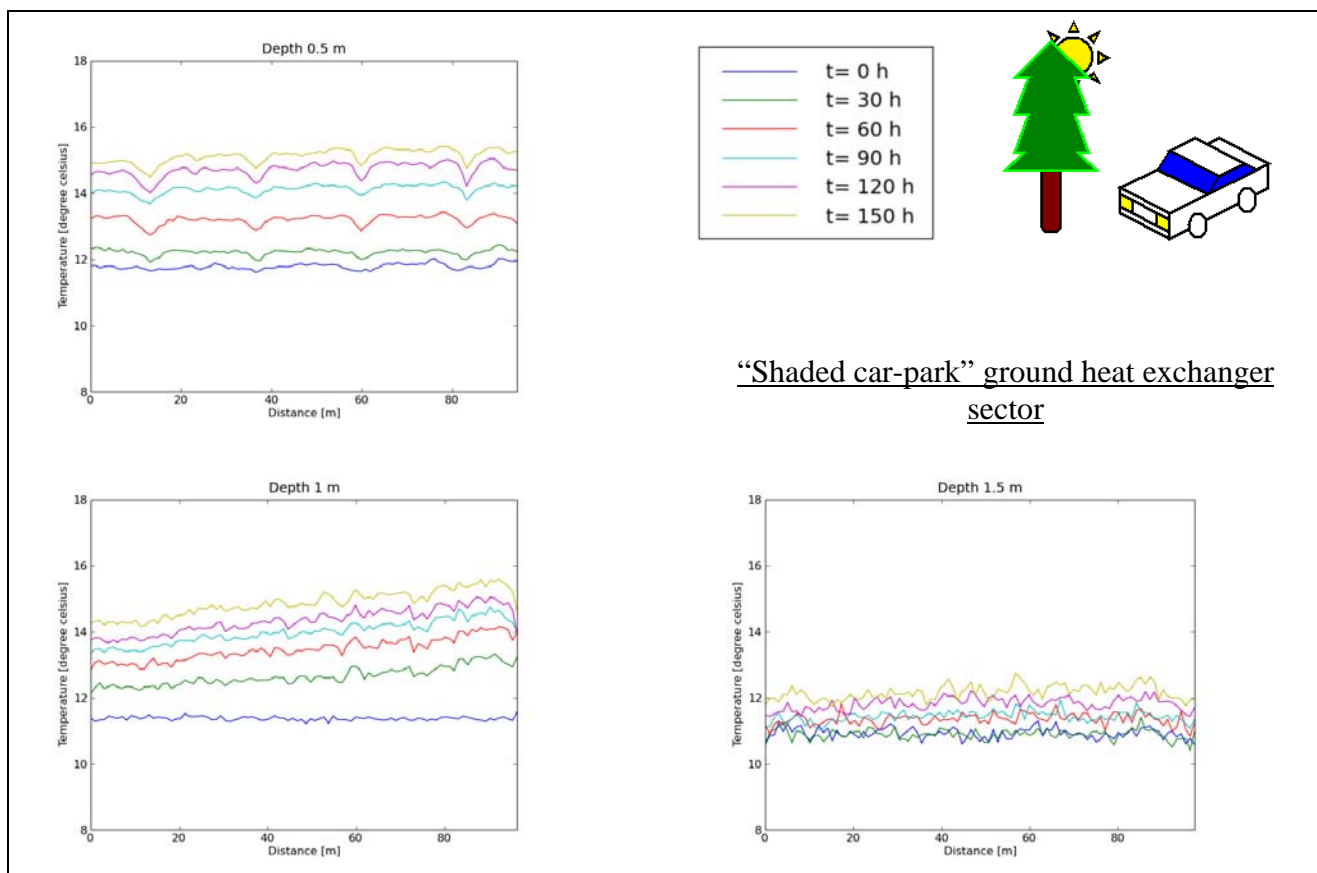 Depth 0.5 m
18
16
14
12
10
8
Temperature [degree celsius]
0 20 40 60 80
Distance [m]
t= 0 h
t= 30 h
t= 60 h
t= 90 h
t= 120 h
t= 150 h
“Shaded car-park” ground heat exchanger
sector
Depth 1 m
18
16
14
12
10
8
Temperature [degree celsius]
0 20 40 60 80
Distance [m]
Depth 1.5 m
18
16
14
12
10
8
Temperature [degree celsius]
0 20 40 60 80
Distance [m]